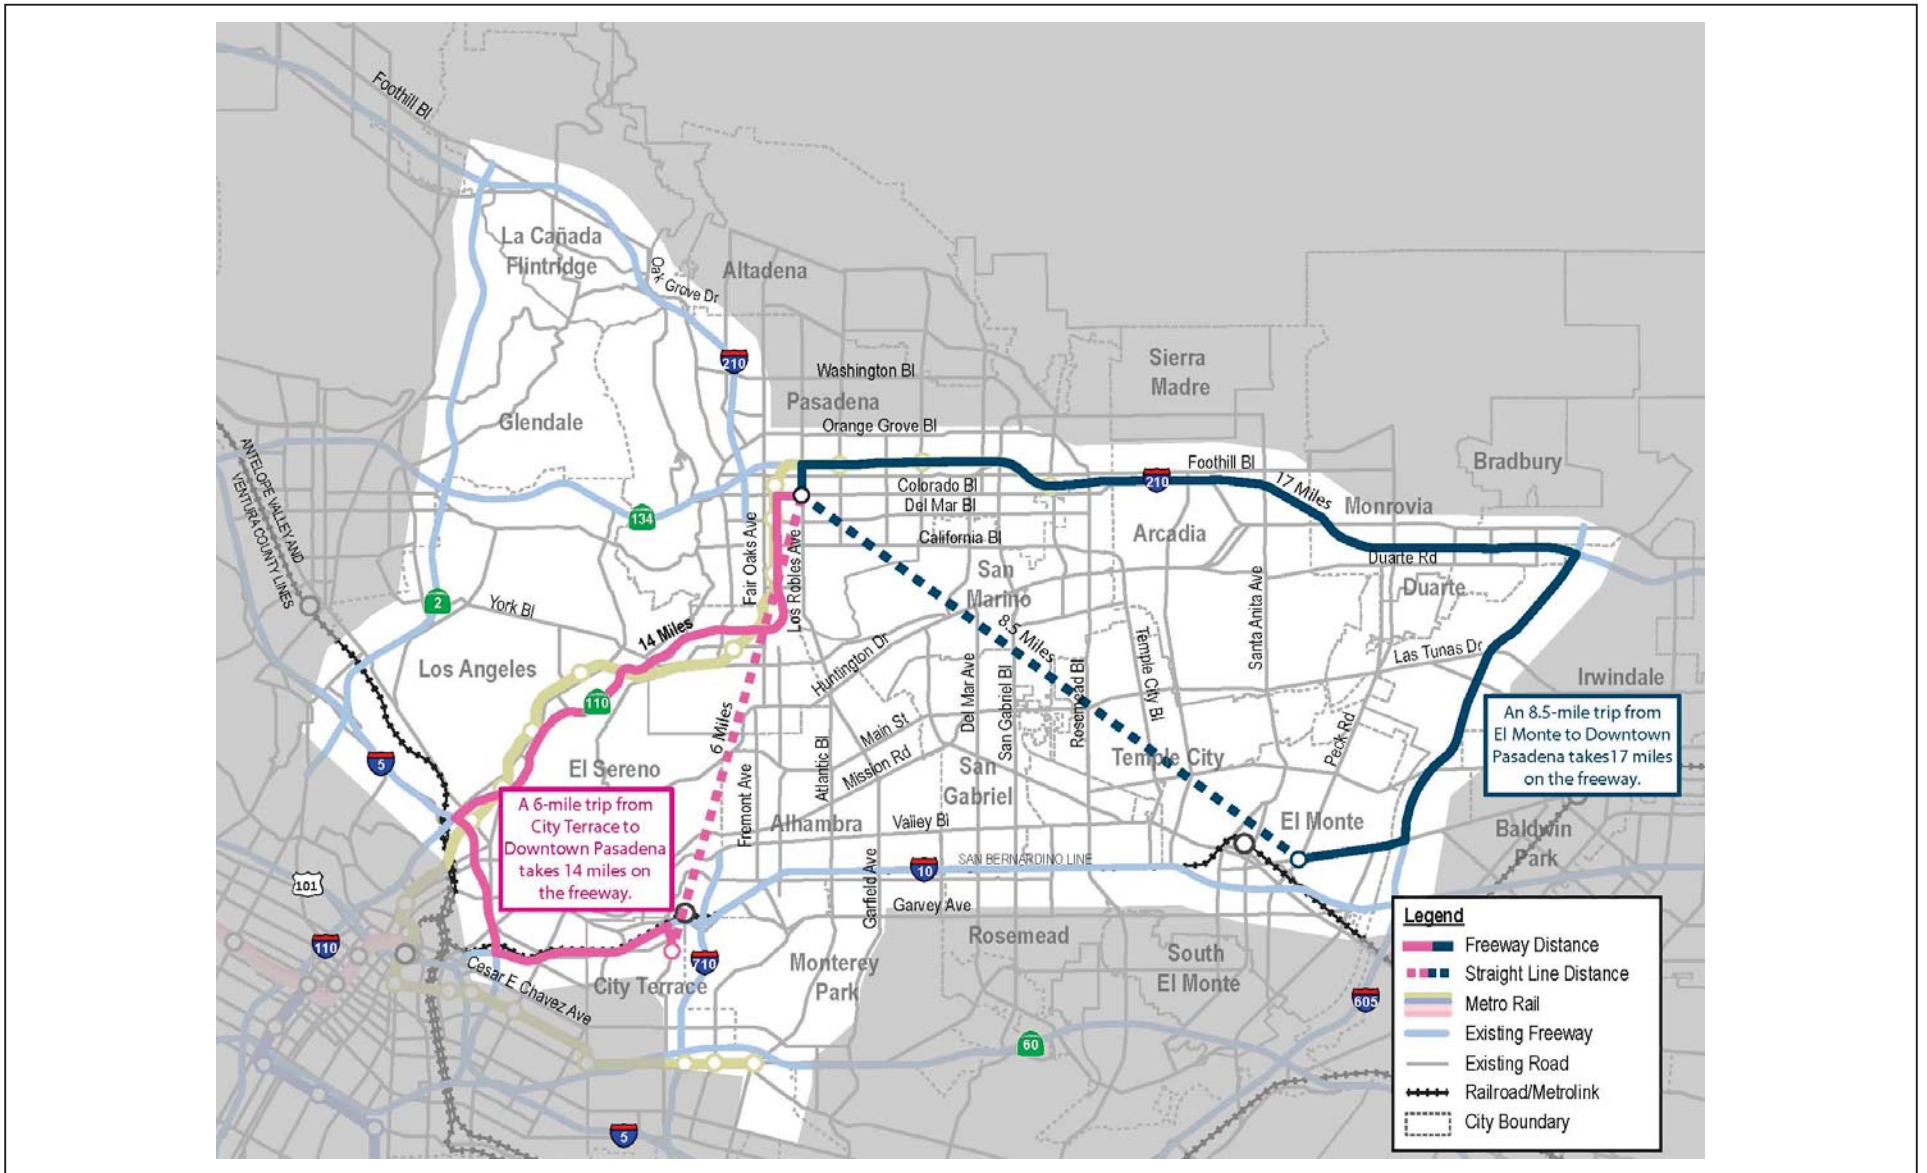 Foothill Bl
La Cañada
Flintridge
Oak Grove Dr
Altadena
210
Washington Bl
Sierra
Madre
Pasadena
Glendale
Orange Grove Bl
ANTELOPE VALLEY AND
VENTURA COUNTY LINES
Foothill Bl
Bradbury
Colorado Bl
210
17 Miles
Del Mar Bl
Monrovia
134
Arcadia
California Bl
Fair Oaks Ave
Los Robles Ave
Duarte Rd
San
Marino
Duarte
2
York Bl
14 Miles
8.5 Miles
Santa Anita Ave
Temple City Bl
Las Tunas Dr
Los Angeles
Huntington Dr
Irwindale
110
Del Mar Ave
San Gabriel Bl
Rosemead Bl
6 Miles
Main St
Peck Rd
An 8.5-mile trip from
El Monte to Downtown
Pasadena takes17 miles
on the freeway.
5
El Sereno
Atlantic Bl
Mission Rd
Temple City
San
Gabriel
Fremont Ave
A 6-mile trip from
City Terrace to
Downtown Pasadena
takes 14 miles on
the freeway.
Alhambra
Valley Bl
El Monte
Baldwin
Park
SAN BERNARDINO LINE
10
101
Garfield Ave
Garvey Ave
110
Rosemead
710
Cesar E Chavez Ave
City Terrace
Monterey
Park
South
El Monte
605
60
5
Legend
Freeway Distance
Straight Line Distance
Metro Rail
Existing Freeway
Existing Road
Railroad/Metrolink
City Boundary